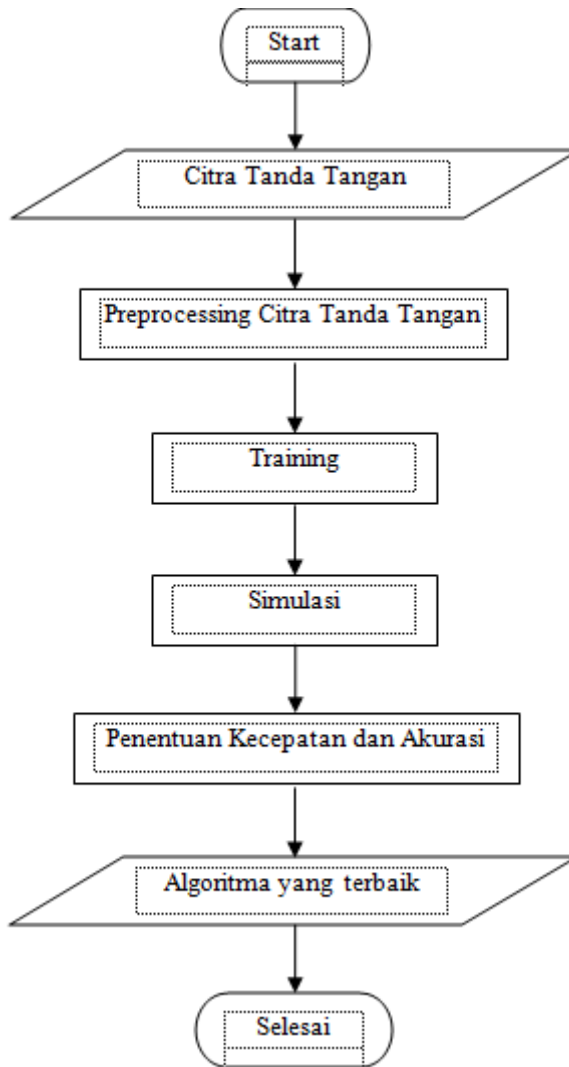 Start
Citra Tanda Tangan
Preprocessing Citra Tanda Tangan
Training
Simulasi
Penentuan Kecepatan dan Akurasi
Algoritma yang terbaik
Selesai